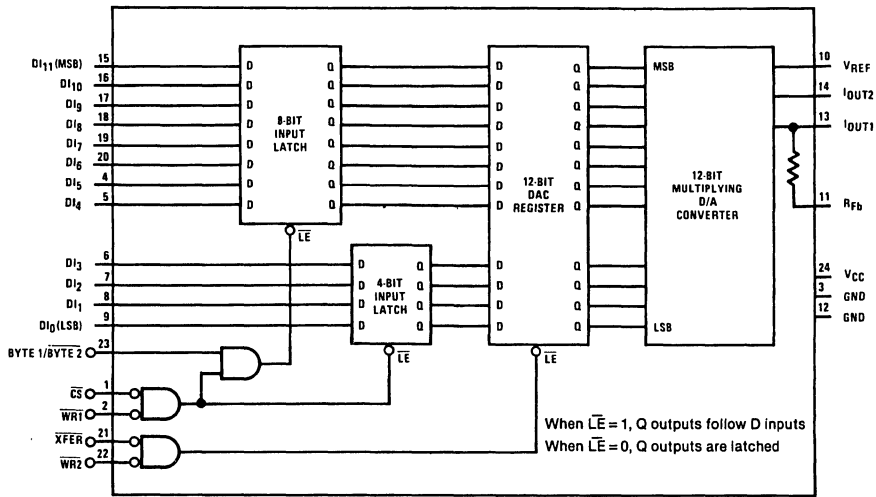 DI11(MSB) 15
DI10 16
DI9 17
DI8 18
DI7 19
DI6 20
DI5 4
DI4 5
DI3 6
DI2 7
DI1 8
DI0(LSB) 9
BYTE 1/BYTE 2 23
CS 1
WR1 2
XFER 21
WR2 22
D Q
D Q
D Q
D Q
D Q
D Q
D Q
D Q
8-BIT
INPUT
LATCH
LE
D Q
D Q
D Q
D Q
4-BIT
INPUT
LATCH
LE
D Q
D Q
D Q
D Q
D Q
D Q
D Q
D Q
12-BIT
DAC
REGISTER
D Q
D Q
D Q
D Q
LE
MSB
12-BIT
MULTIPLYING
D/A
CONVERTER
LSB
10 VREF
14 IOUT2
13 IOUT1
11 RFb
24 VCC
3 GND
12 GND
When LE = 1, Q outputs follow D inputs
When LE = 0, Q outputs are latched